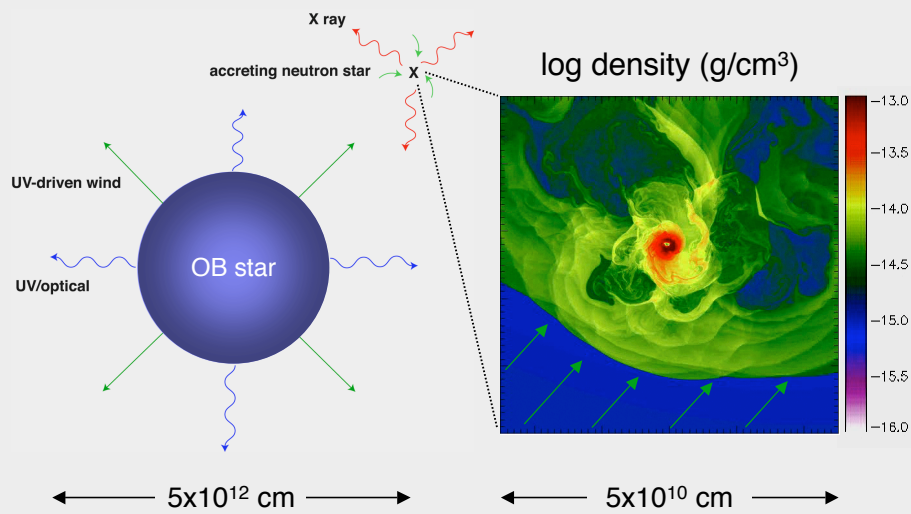 X ray
accreting neutron star
X
UV-driven wind
OB star
UV/optical
5x10¹² cm
log density (g/cm³)
−13.0
−13.5
−14.0
−14.5
−15.0
−15.5
−16.0
5x10¹⁰ cm